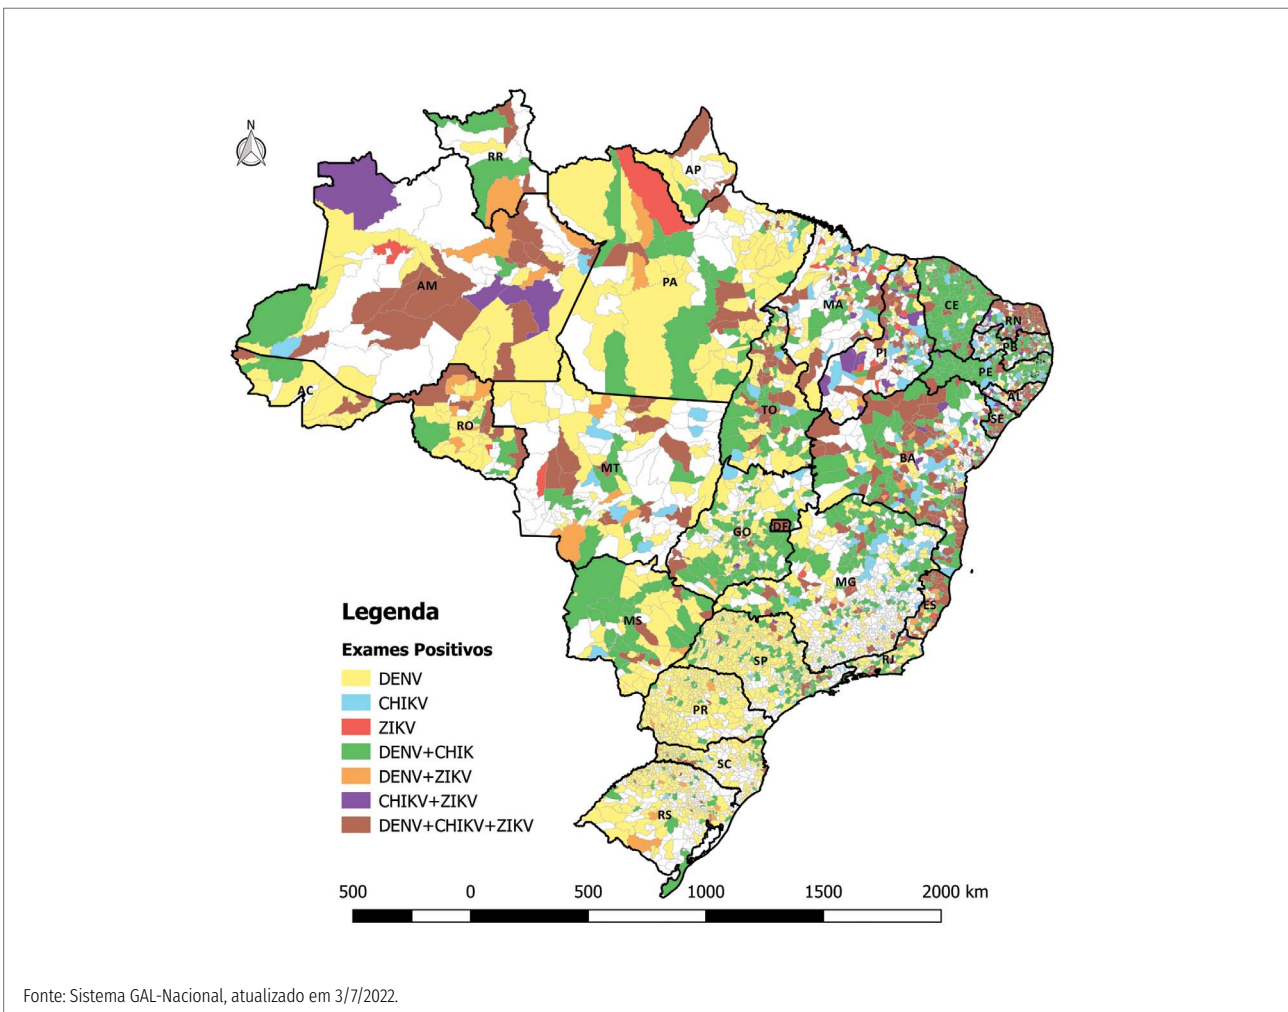 N
RR
AP
AM
PA
MA
CE
RN
PB
PI
PE
AL
SE
AC
RO
TO
BA
MT
GO
DF
MG
ES
MS
SP
RJ
PR
SC
RS
Legenda
Exames Positivos
DENV
CHIKV
ZIKV
DENV+CHIK
DENV+ZIKV
CHIKV+ZIKV
DENV+CHIKV+ZIKV
500 0 500 1000 1500 2000 km
Fonte: Sistema GAL-Nacional, atualizado em 3/7/2022.